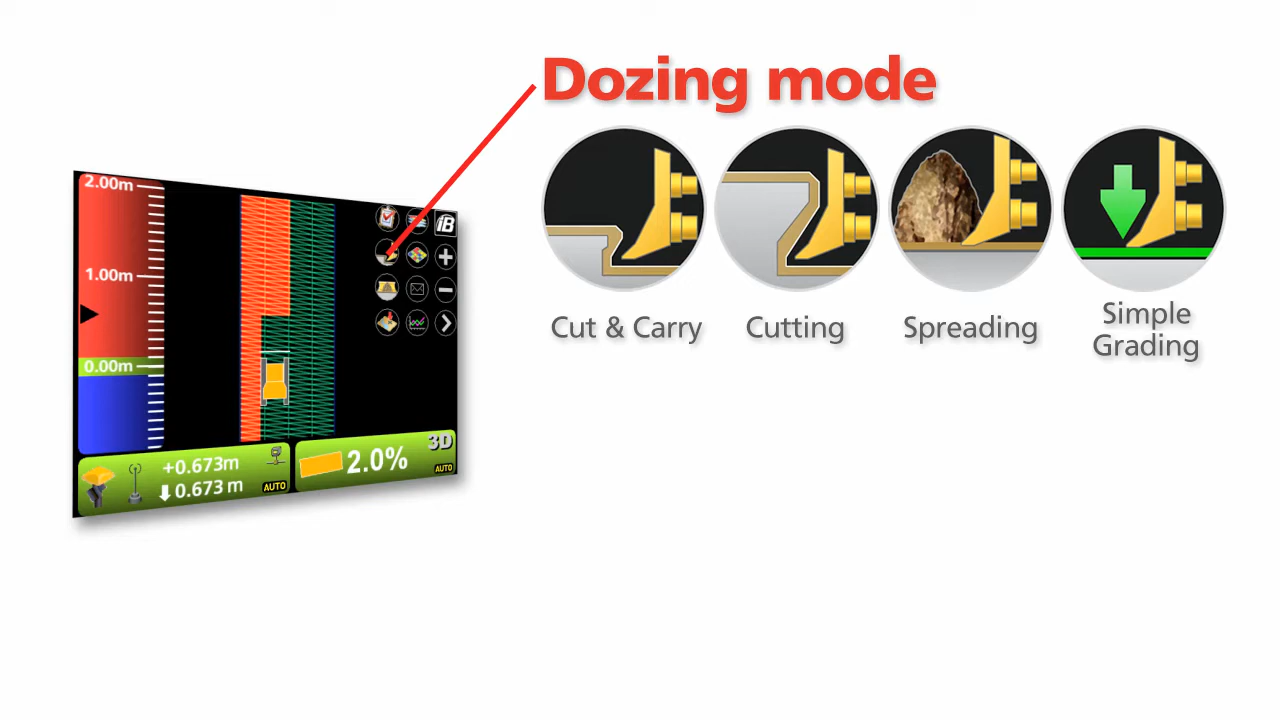 Dozing mode
Cut & Carry
Cutting
Spreading
Simple
Grading
2.00m
1.00m
0.00m
iB
+0.673m
0.673 m
AUTO
2.0%
3D
AUTO